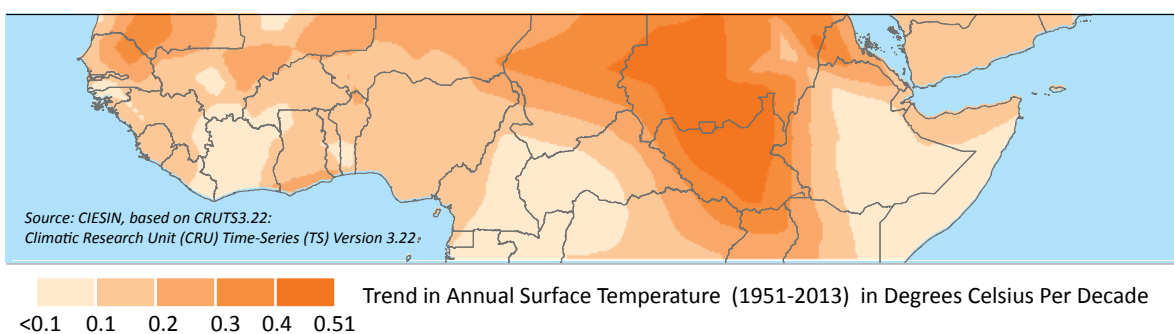 Source: CIESIN, based on CRUTS3.22:
Climatic Research Unit (CRU) Time-Series (TS) Version 3.22.
Trend in Annual Surface Temperature (1951-2013) in Degrees Celsius Per Decade
<0.1 0.1 0.2 0.3 0.4 0.51